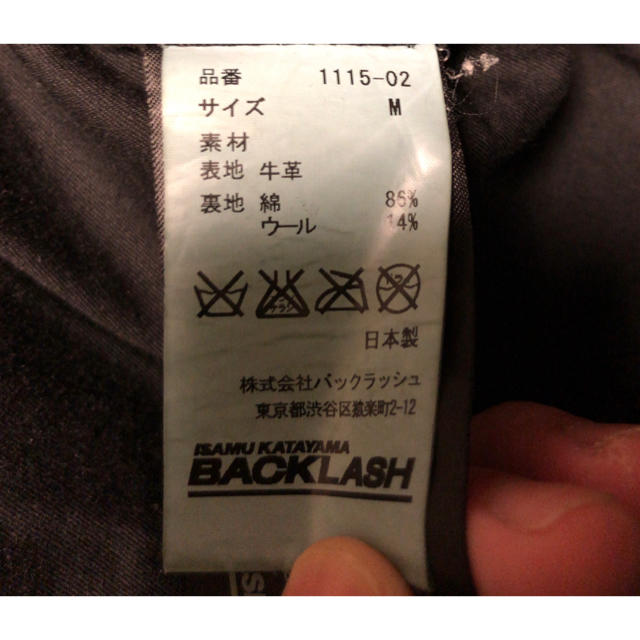 品番 1115-02
サイズ M
素材
表地 牛革
裏地 綿 86%
ウール 14%
日本製
株式会社バックラッシュ
東京都渋谷区猿楽町2-12
ISAMU KATAYAMA
BACKLASH